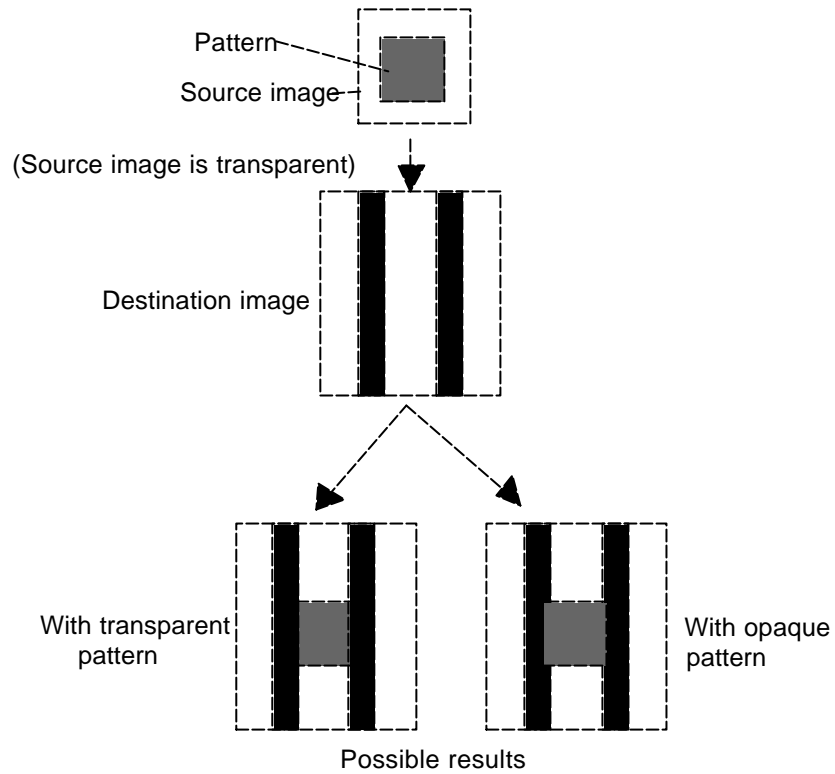 Pattern
Source image
(Source image is transparent)
Destination image
With transparent
pattern
With opaque
pattern
Possible results